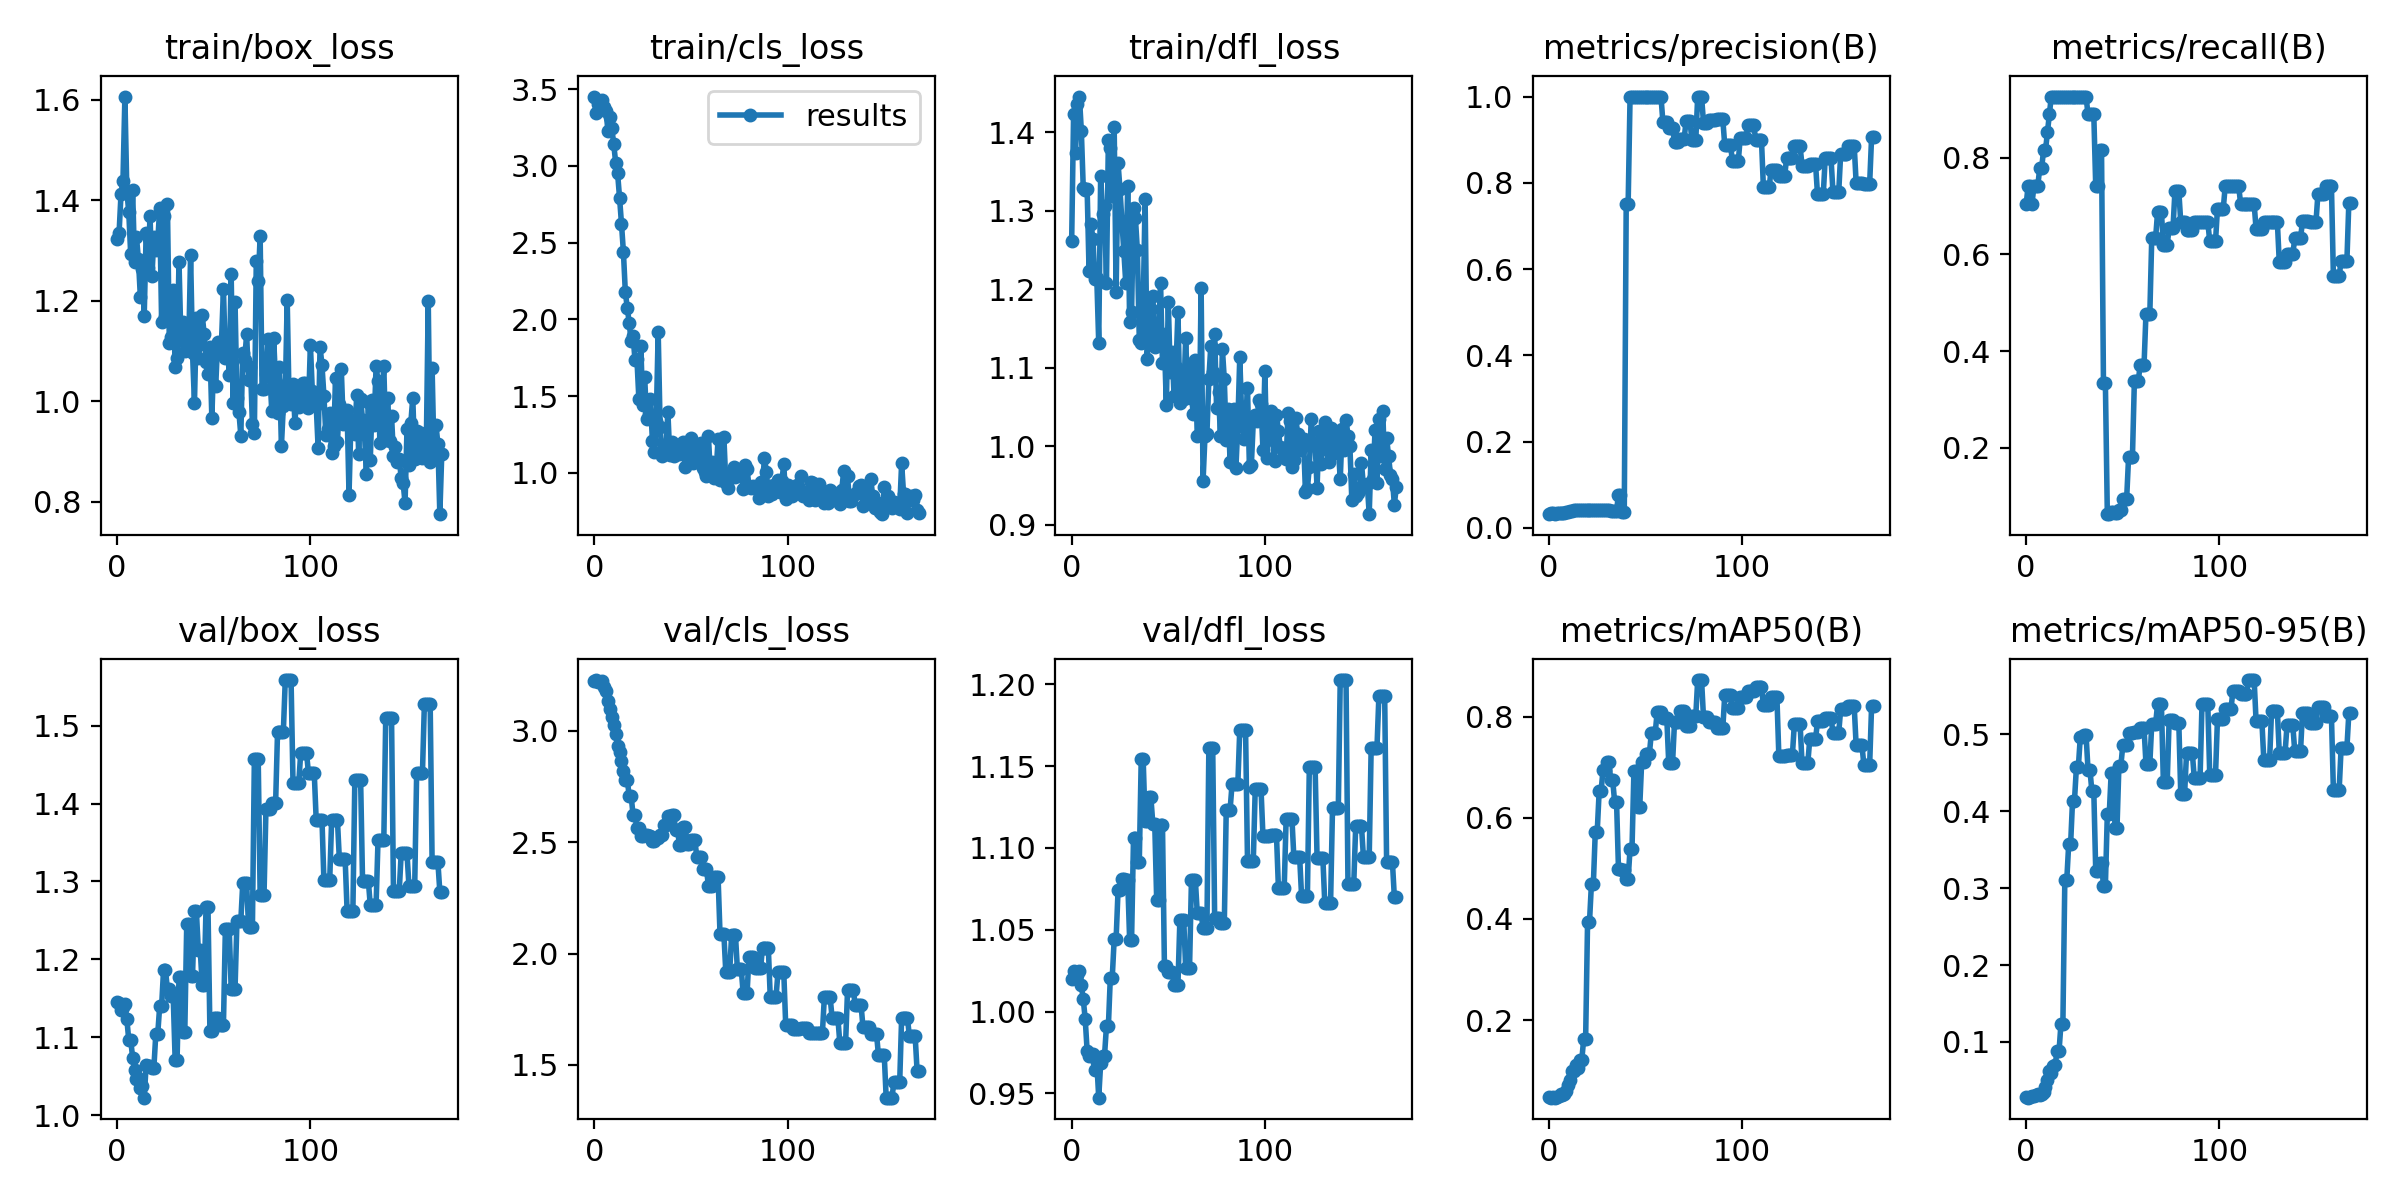 train/box_loss train/cls_loss train/dfl_loss metrics/precision(B) metrics/recall(B)
1.6 3.5 1.4 1.0 0.8
results
1.4 3.0 1.3 0.8 0.6
1.2 2.5 1.2 0.6 0.4
1.0 2.0 1.1 0.4 0.2
0.8 1.5 1.0 0.2
1.0 0.9 0.0
0 100 0 100 0 100 0 100 0 100
val/box_loss val/cls_loss val/dfl_loss metrics/mAP50(B) metrics/mAP50-95(B)
1.5 3.0 1.20 0.8 0.5
1.4 2.5 1.15 0.6 0.4
1.3 2.0 1.10 0.4 0.3
1.2 1.5 1.05 0.2 0.2
1.1 1.00 0.1
1.0 0.95
0 100 0 100 0 100 0 100 0 100